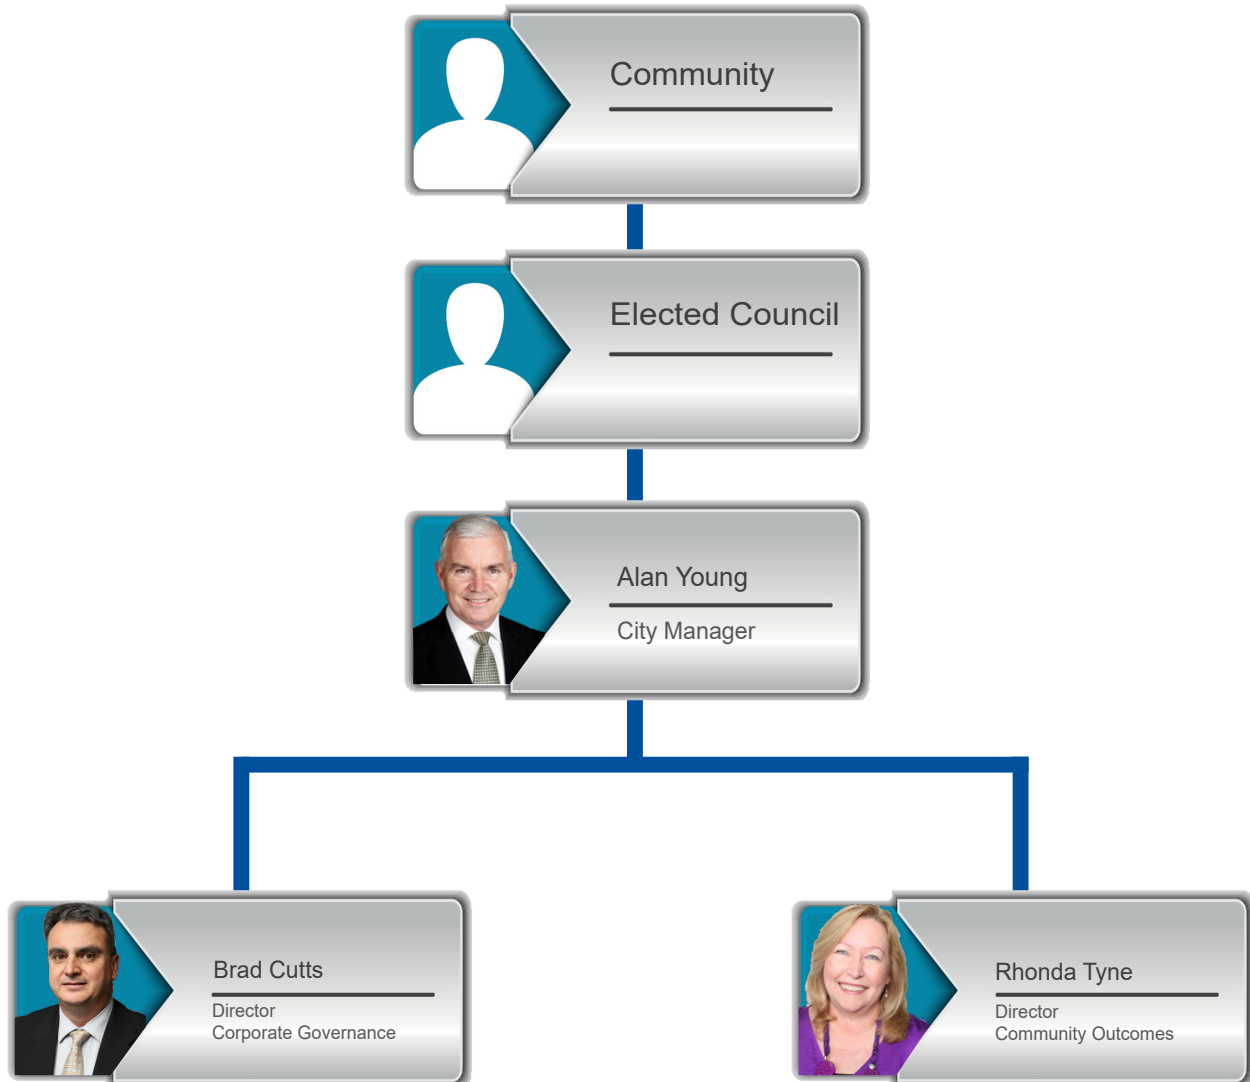 Community
Elected Council
Alan Young
City Manager
Brad Cutts
Director
Corporate Governance
Rhonda Tyne
Director
Community Outcomes